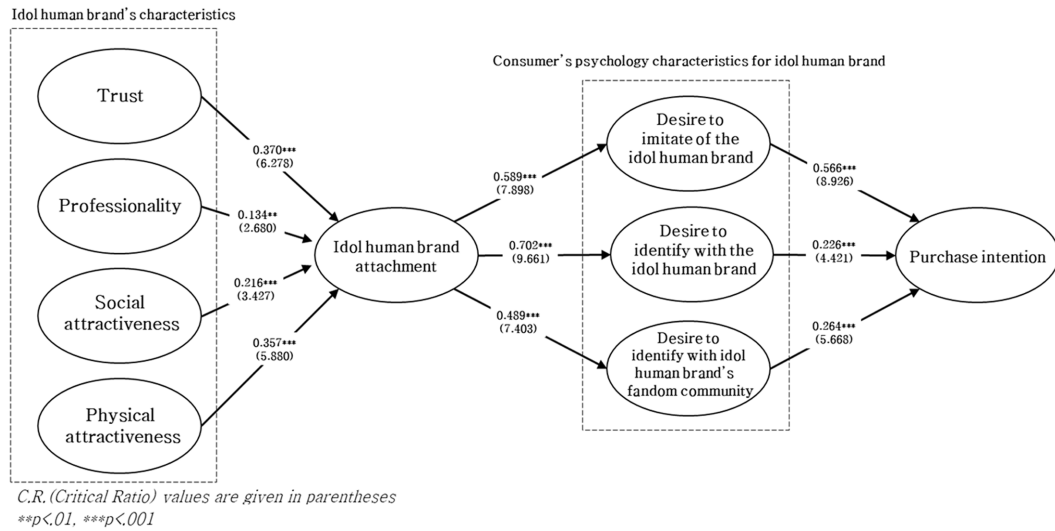 Idol human brand's characteristics
Trust
Professionality
Social
attractiveness
Physical
attractiveness
0.370***
(6.278)
0.134**
(2.680)
0.216***
(3.427)
0.357***
(5.880)
Idol human brand
attachment
0.589***
(7.898)
0.702***
(9.661)
0.489***
(7.403)
Consumer's psychology characteristics for idol human brand
Desire to
imitate of the
idol human brand
Desire to
identify with the
idol human brand
Desire to
identify with idol
human brand's
fandom community
0.566***
(8.926)
0.226***
(4.421)
0.264***
(5.668)
Purchase intention
C.R.(Critical Ratio) values are given in parentheses
**p<.01, ***p<.001